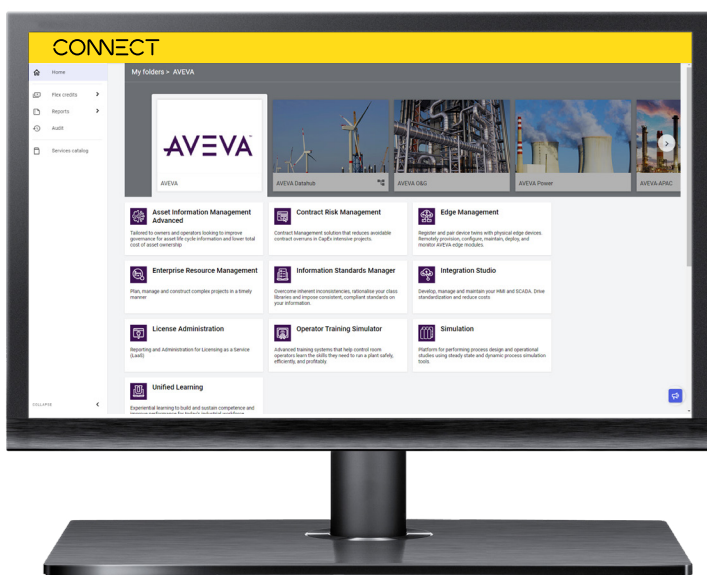 CONNECT
Home
Flex credits
Reports
Audit
Services catalog
COLLAPSE
My folders > AVEVA
AVEVA
AVEVA
AVEVA Datahub
AVEVA O&G
AVEVA Power
AVEVA-APAC
Asset Information Management
Advanced
Tailored to owners and operators looking to improve
governance for asset life cycle information and lower total
cost of asset ownership
Contract Risk Management
Contract Management solution that reduces avoidable
contract overruns in CapEx intensive projects.
Edge Management
Register and pair device twins with physical edge devices.
Remotely provision, configure, maintain, deploy, and
monitor AVEVA edge modules.
Enterprise Resource Management
Plan, manage and construct complex projects in a timely
manner
Information Standards Manager
Overcome inherent inconsistencies, rationalise your class
libraries and impose consistent, compliant standards on
your information.
Integration Studio
Develop, manage and maintain your HMI and SCADA. Drive
standardization and reduce costs
License Administration
Reporting and Administration for Licensing as a Service
(LaaS)
Operator Training Simulator
Advanced training systems that help control room
operators learn the skills they need to run a plant safely,
efficiently, and profitably
Simulation
Platform for performing process design and operational
studies using steady state and dynamic process simulation
tools.
Unified Learning
Experiential learning to build and sustain competence and